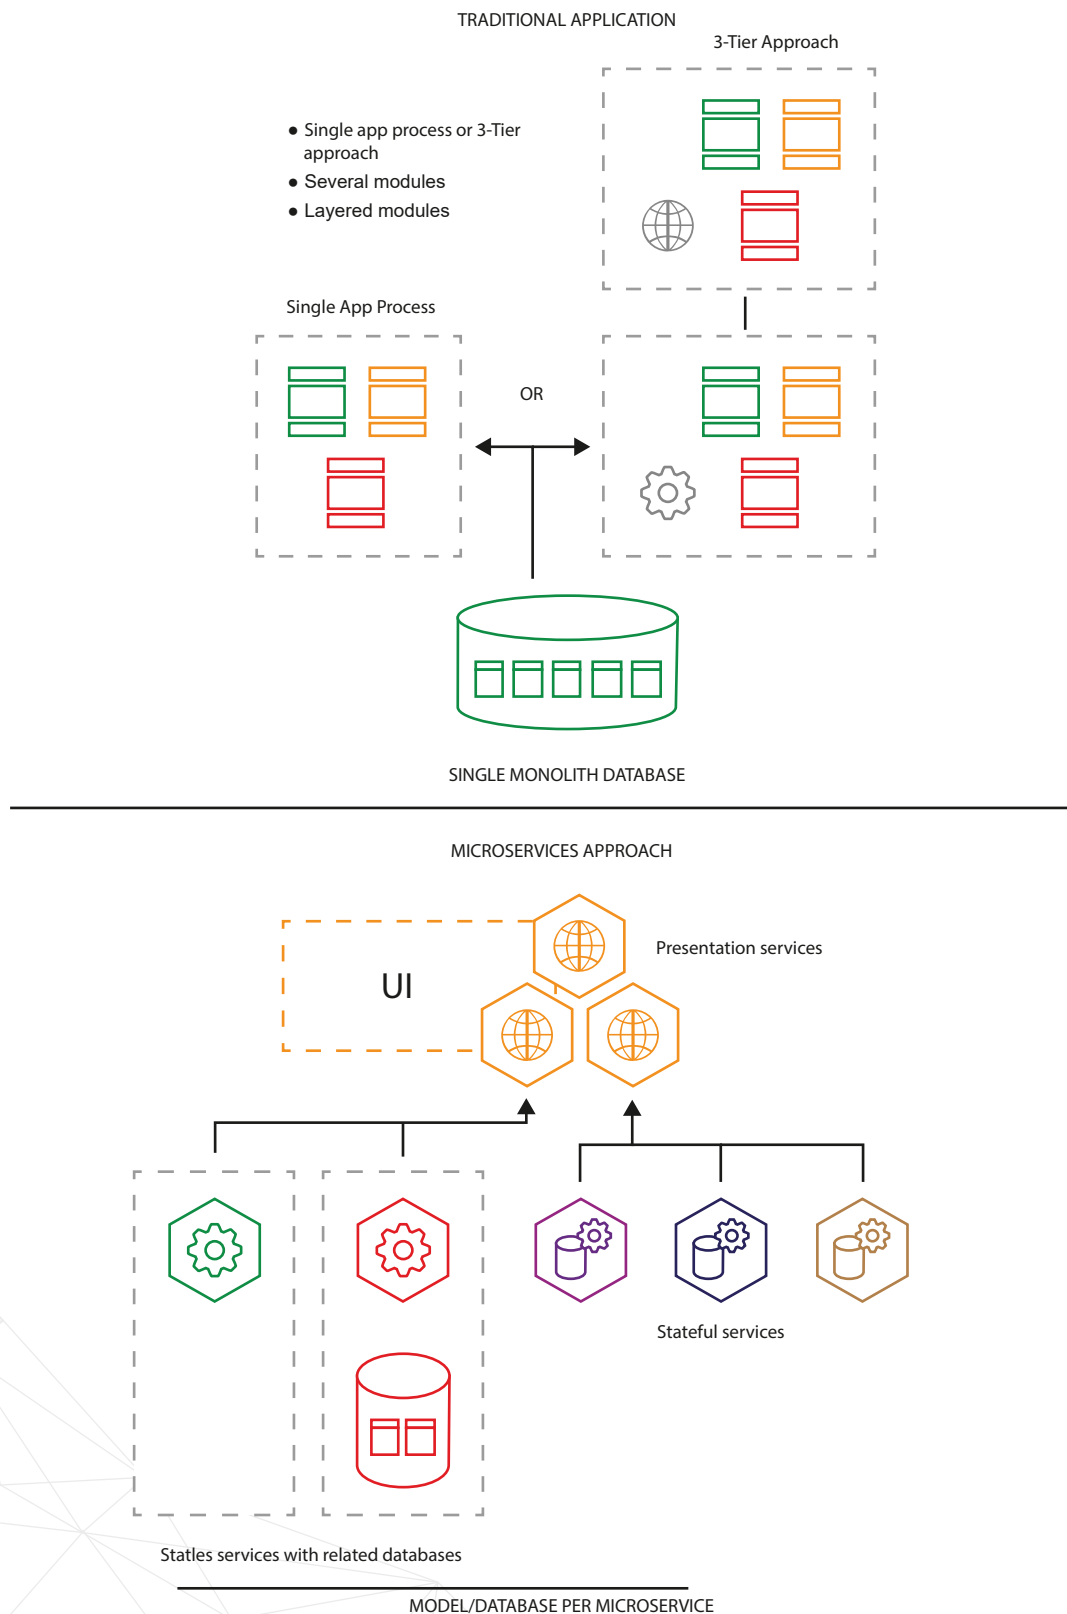 TRADITIONAL APPLICATION
3-Tier Approach
● Single app process or 3-Tier
approach
● Several modules
● Layered modules
Single App Process
OR
SINGLE MONOLITH DATABASE
MICROSERVICES APPROACH
UI
Presentation services
Stateful services
Statles services with related databases
MODEL/DATABASE PER MICROSERVICE